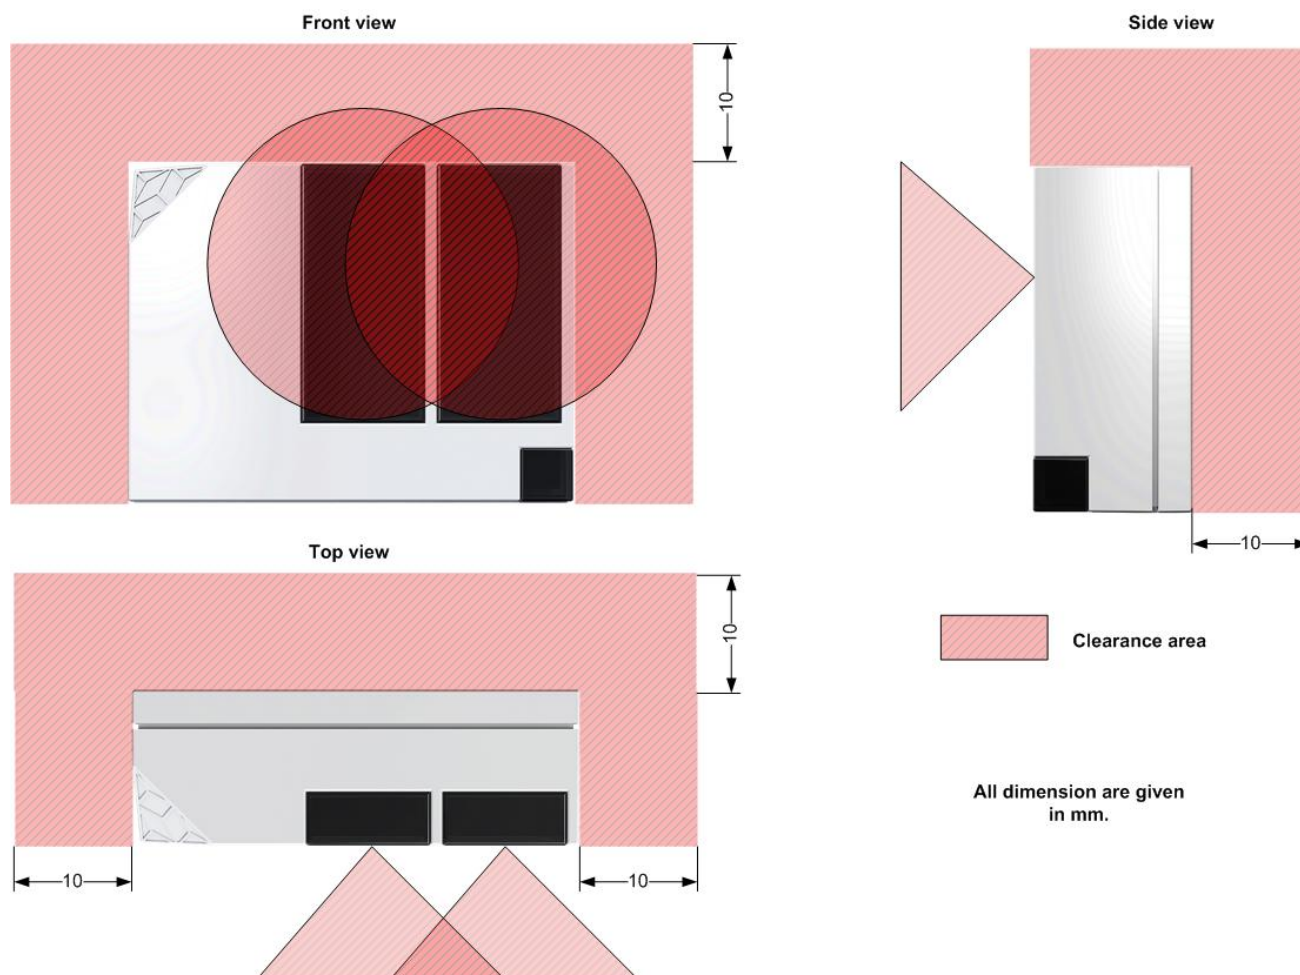 Front view
Side view
10
10
Top view
10
Clearance area
All dimension are given
in mm.
10
10